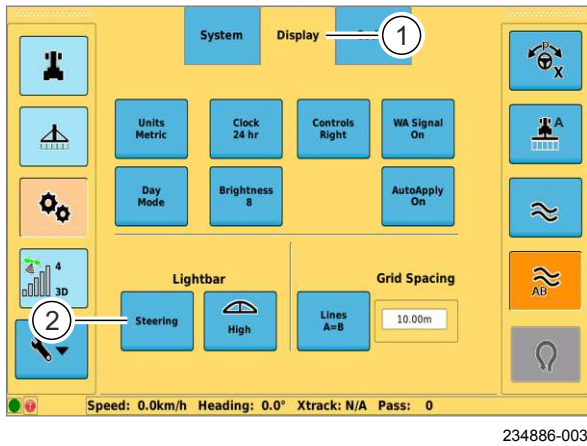 System
Display
1
X
A
Units
Metric
Clock
24 hr
Controls
Right
WA Signal
On
Day
Mode
Brightness
8
AutoApply
On
4
3D
Lightbar
Grid Spacing
2
Steering
High
Lines
A=B
10.00m
AB
Speed: 0.0km/h Heading: 0.0° Xtrack: N/A Pass: 0
234886-003